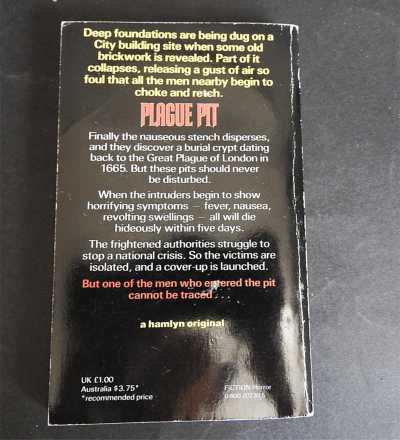 Deep foundations are being dug on a
City building site when some old
brickwork is revealed. Part of it
collapses, releasing a gust of air so
foul that all the men nearby begin to
choke and retch.
PLAGUE PIT
Finally the nauseous stench disperses,
and they discover a burial crypt dating
back to the Great Plague of London in
1665. But these pits should never
be disturbed.
When the intruders begin to show
horrifying symptoms – fever, nausea,
revolting swellings – all will die
hideously within five days.
The frightened authorities struggle to
stop a national crisis. So the victims are
isolated, and a cover-up is launched.
But one of the men who entered the pit
cannot be traced . . .
a hamlyn original
UK £1.00
Australia $3.75*
*recommended price
FICTION Horror